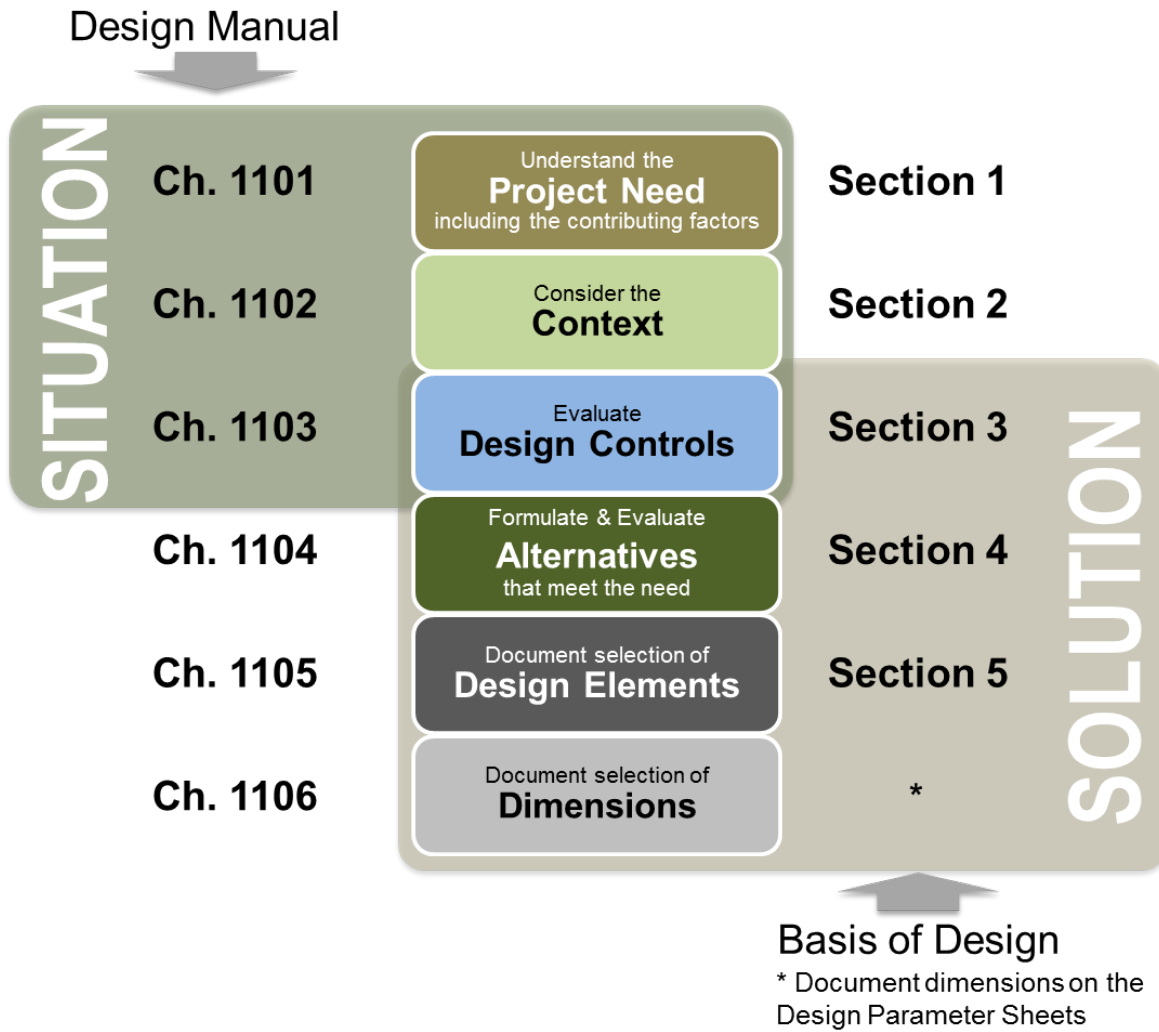 Design Manual
SITUATION
Ch. 1101
Understand the
Project Need
including the contributing factors
Section 1
Ch. 1102
Consider the
Context
Section 2
Ch. 1103
Evaluate
Design Controls
Section 3
Ch. 1104
Formulate & Evaluate
Alternatives
that meet the need
Section 4
Ch. 1105
Document selection of
Design Elements
Section 5
Ch. 1106
Document selection of
Dimensions
*
SOLUTION
Basis of Design
* Document dimensions on the
Design Parameter Sheets